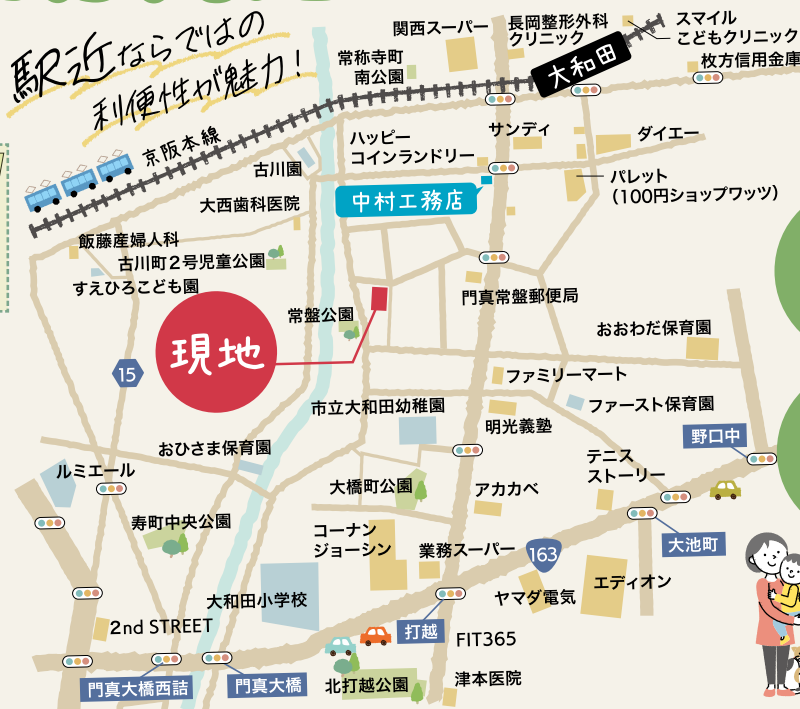 駅近ならではの
利便性が魅力！
関西スーパー
長岡整形外科
クリニック
スマイル
こどもクリニック
常称寺町
南公園
大和田
枚方信用金庫
京阪本線
ハッピー
コインランドリー
サンディ
ダイエー
古川園
中村工務店
パレット
（100円ショップワッツ）
大西歯科医院
飯藤産婦人科
古川町2号児童公園
すえひろこども園
門真常盤郵便局
常盤公園
現地
おおわだ保育園
15
ファミリーマート
市立大和田幼稚園
ファースト保育園
明光義塾
野口中
おひさま保育園
ルミエール
テニス
ストーリー
大橋町公園
アカカベ
寿町中央公園
コーナン
ジョーシン
業務スーパー
163
大池町
大和田小学校
ヤマダ電気
エディオン
2nd STREET
打越
FIT365
門真大橋西詰
門真大橋
北打越公園
津本医院